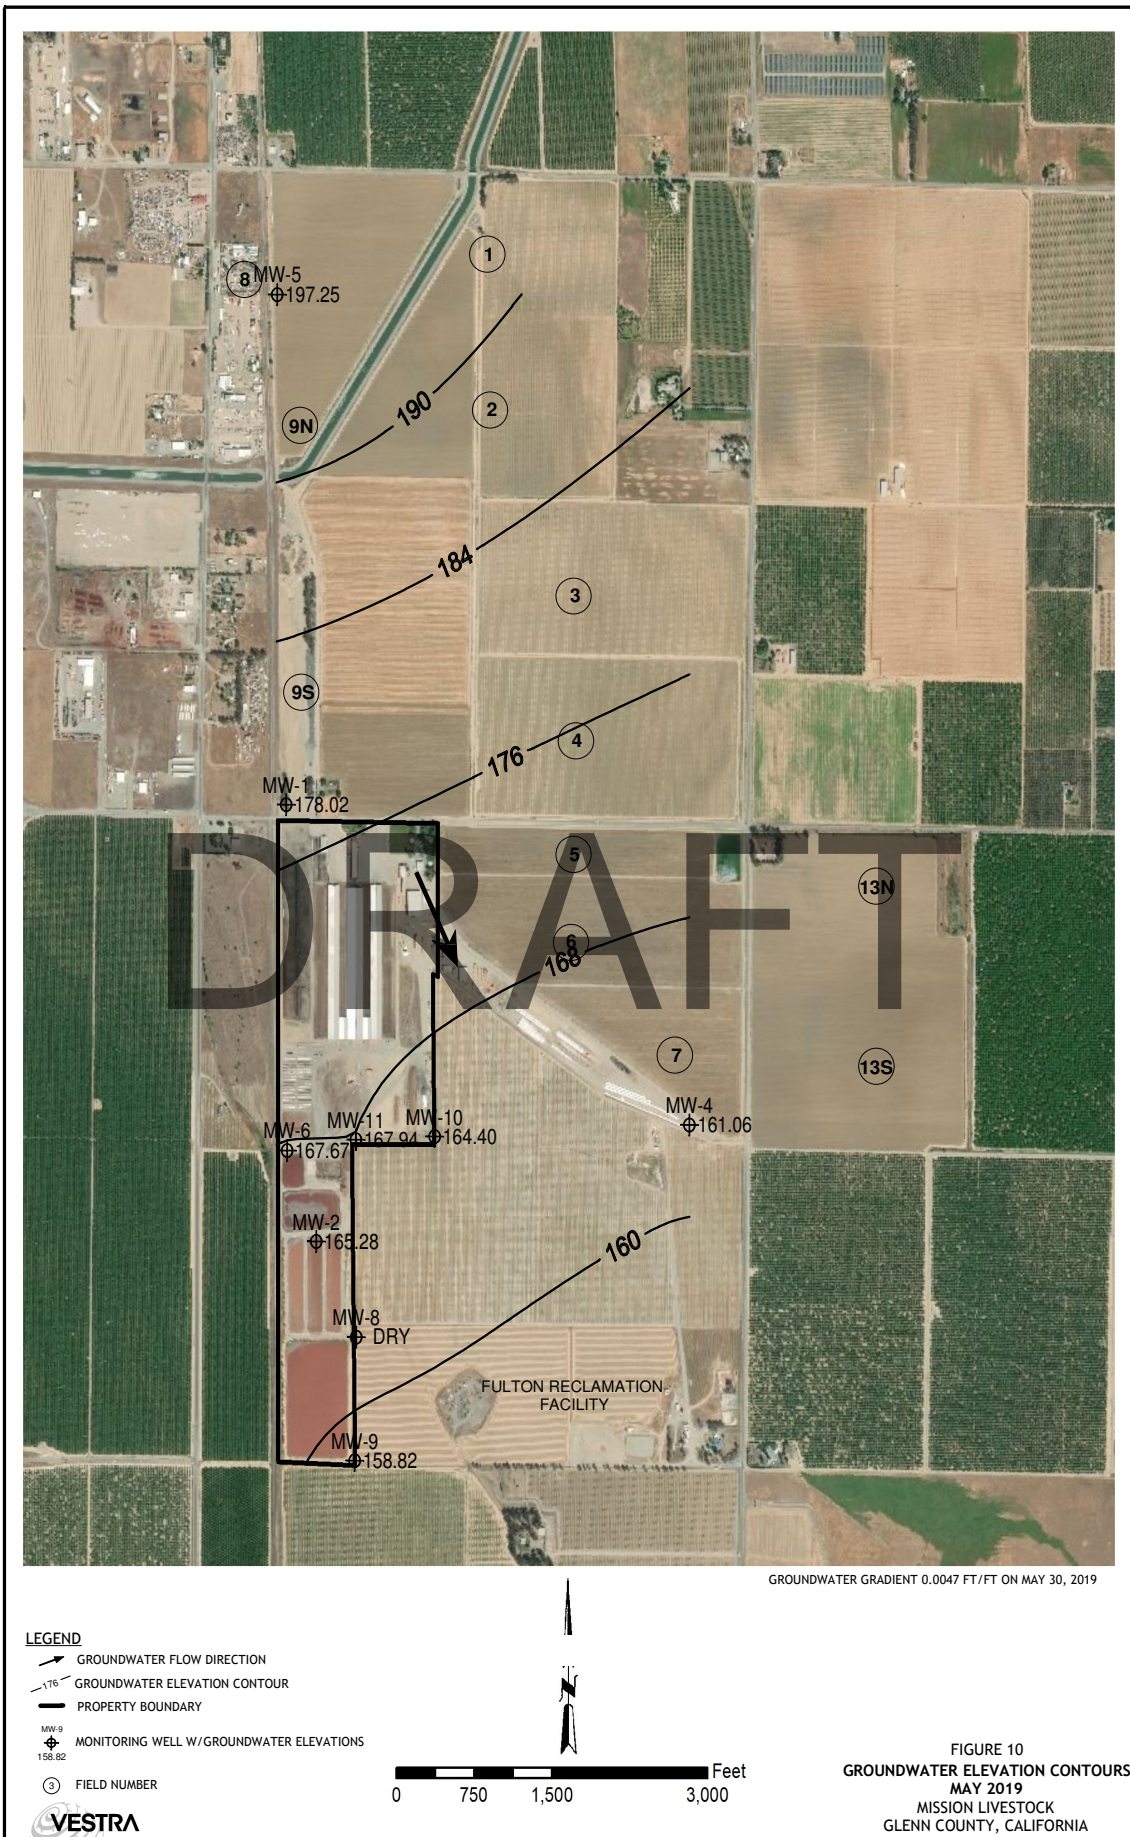 1
8
MW-5
197.25
190
2
9N
184
3
9S
4
176
MW-1
178.02
DRAFT
5
13N
6
168
7
13S
MW-4
161.06
MW-6
167.67
MW-11
167.94
MW-10
164.40
MW-2
165.28
160
MW-8
DRY
FULTON RECLAMATION
FACILITY
MW-9
158.82
GROUNDWATER GRADIENT 0.0047 FT/FT ON MAY 30, 2019
LEGEND
GROUNDWATER FLOW DIRECTION
176 GROUNDWATER ELEVATION CONTOUR
PROPERTY BOUNDARY
MW-9
158.82
MONITORING WELL W/GROUNDWATER ELEVATIONS
3 FIELD NUMBER
VESTRA
N
Feet
0 750 1,500 3,000
FIGURE 10
GROUNDWATER ELEVATION CONTOURS
MAY 2019
MISSION LIVESTOCK
GLENN COUNTY, CALIFORNIA